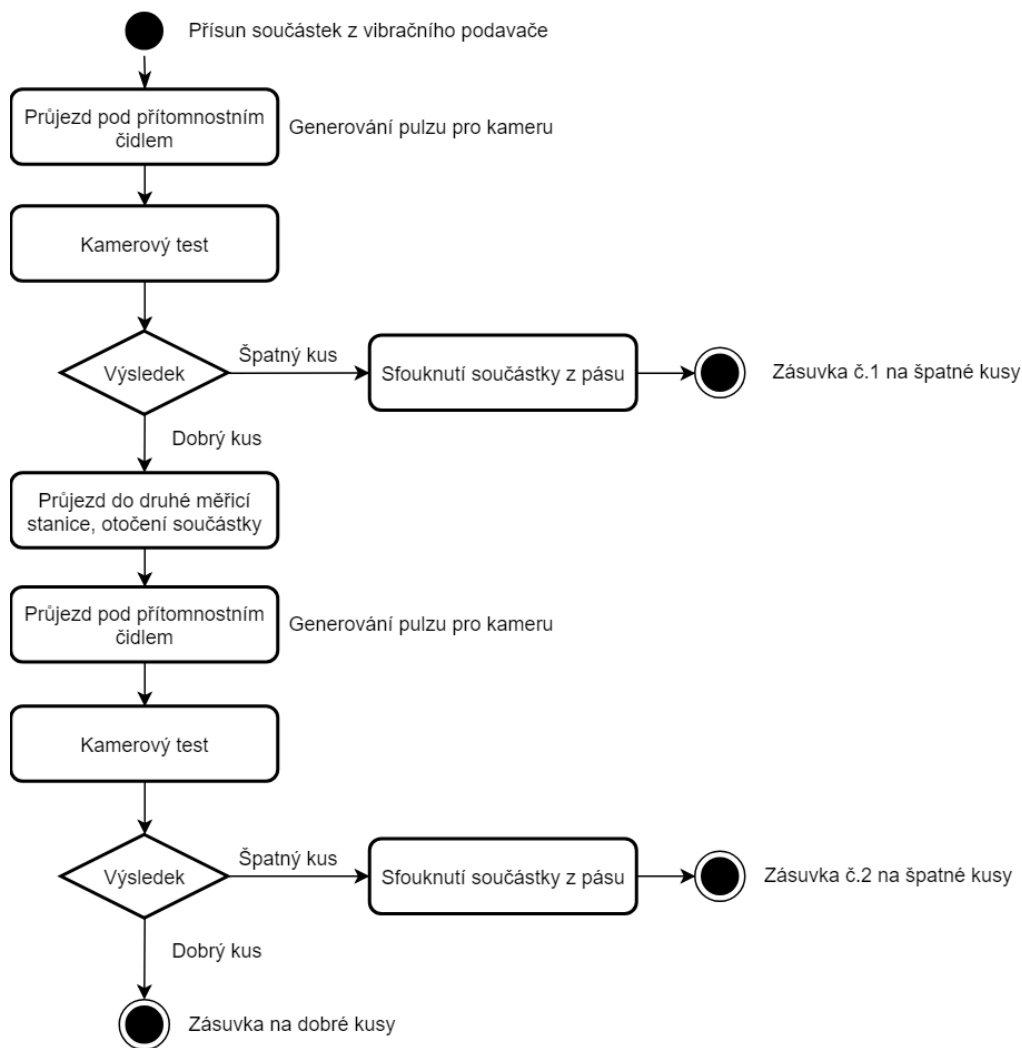 Přísun součástek z vibračního podavače
Průjezd pod přítomnostním
čidlem
Generování pulzu pro kameru
Kamerový test
Výsledek
Špatný kus
Sfouknutí součástky z pásu
Zásuvka č.1 na špatné kusy
Dobrý kus
Průjezd do druhé měřicí
stanice, otočení součástky
Průjezd pod přítomnostním
čidlem
Generování pulzu pro kameru
Kamerový test
Výsledek
Špatný kus
Sfouknutí součástky z pásu
Zásuvka č.2 na špatné kusy
Dobrý kus
Zásuvka na dobré kusy